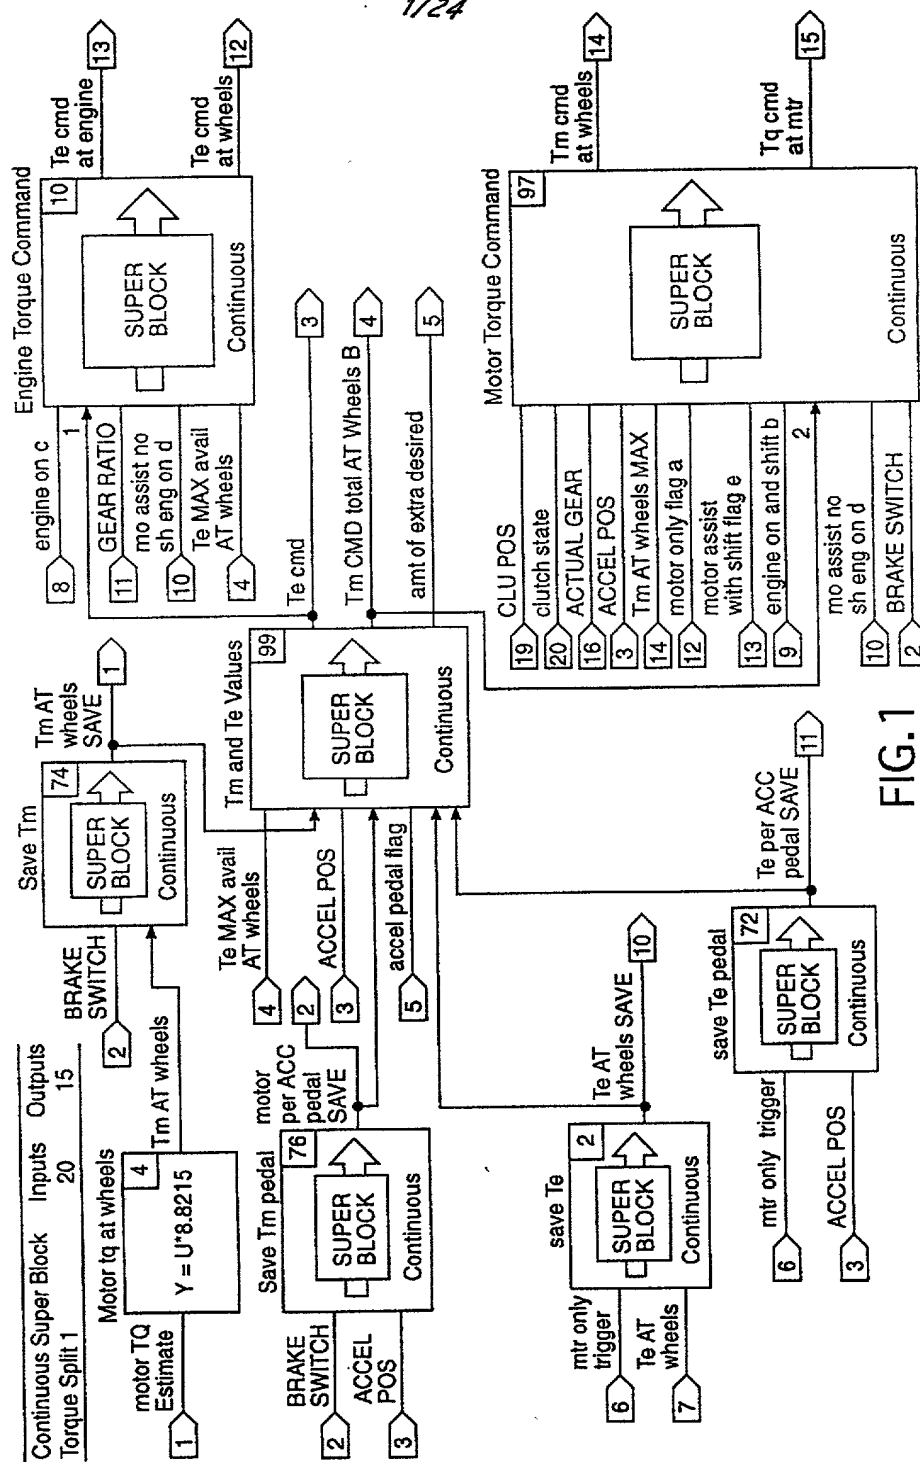 1/24
Continuous Super Block Inputs Outputs
Torque Split 1 20 15
1
motor TQ
Estimate
Motor tq at wheels
4
Y = U*8.8215
Tm AT wheels
2
BRAKE
SWITCH
Save Tm
74
SUPER
BLOCK
Continuous
Tm AT
wheels
SAVE
1
2
BRAKE
SWITCH
3
ACCEL
POS
Save Tm pedal
76
SUPER
BLOCK
Continuous
motor
per ACC
pedal
SAVE
2
6
mtr only
trigger
7
Te AT
wheels
save Te
2
SUPER
BLOCK
Continuous
Te AT
wheels SAVE
10
6
mtr only trigger
3
ACCEL POS
save Te pedal
72
SUPER
BLOCK
Continuous
Te per ACC
pedal SAVE
11
4
Te MAX avail
AT wheels
3
ACCEL POS
5
accel pedal flag
Tm and Te Values
99
SUPER
BLOCK
Continuous
Te cmd
3
Tm CMD total AT Wheels B
4
amt of extra desired
5
8
engine on c
1
11
GEAR RATIO
10
mo assist no
sh eng on d
4
Te MAX avail
AT wheels
Engine Torque Command
10
SUPER
BLOCK
Continuous
Te cmd
at engine
13
Te cmd
at wheels
12
19
CLU POS
20
clutch state
16
ACTUAL GEAR
3
ACCEL POS
14
Tm AT wheels MAX
12
motor only flag a
13
motor assist
with shift flag e
9
engine on and shift b
2
10
mo assist no
sh eng on d
2
BRAKE SWITCH
Motor Torque Command
97
SUPER
BLOCK
Continuous
Tm cmd
at wheels
14
Tq cmd
at mtr
15
FIG. 1